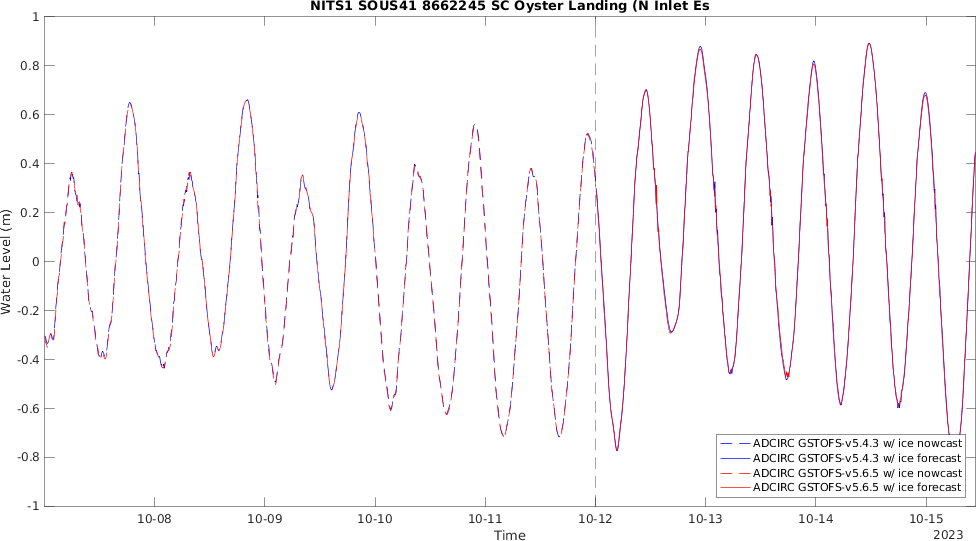 NITS1 SOUS41 8662245 SC Oyster Landing (N Inlet Es
1
0.8
0.6
0.4
0.2
0
-0.2
-0.4
-0.6
-0.8
-1
Water Level (m)
ADCIRC GSTOFS-v5.4.3 w/ ice nowcast
ADCIRC GSTOFS-v5.4.3 w/ ice forecast
ADCIRC GSTOFS-v5.6.5 w/ ice nowcast
ADCIRC GSTOFS-v5.6.5 w/ ice forecast
10-08 10-09 10-10 10-11 10-12 10-13 10-14 10-15
Time
2023